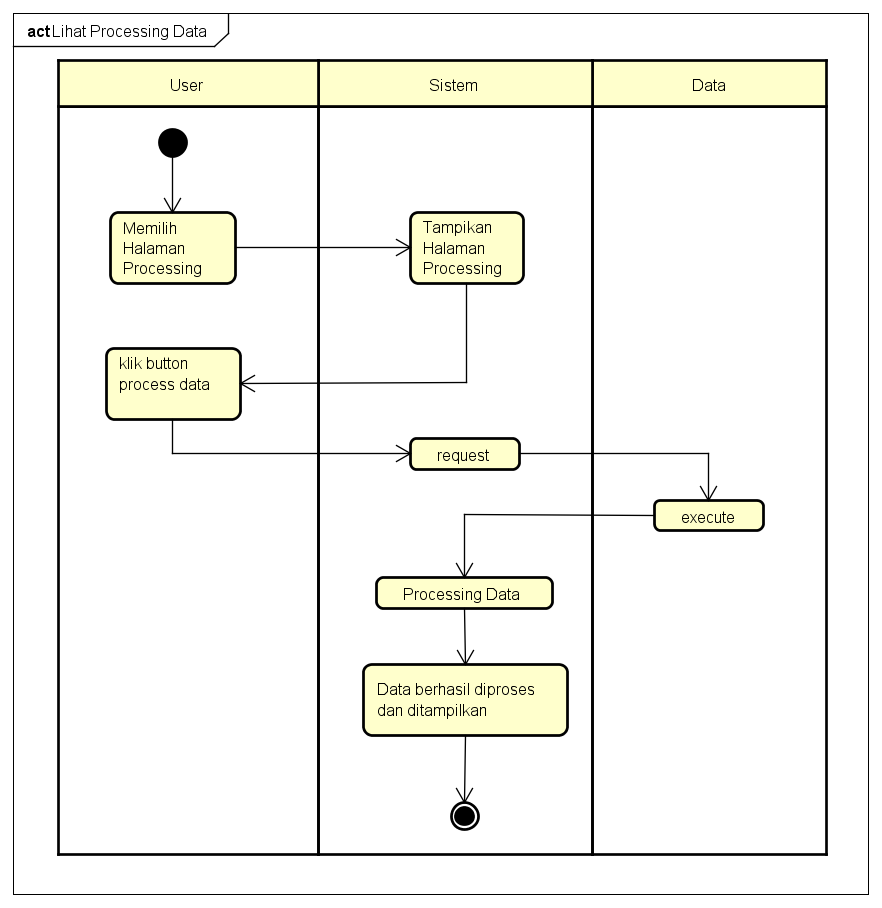 act Lihat Processing Data
User
Sistem
Data
Memilih
Halaman
Processing
Tampikan
Halaman
Processing
klik button
process data
request
execute
Processing Data
Data berhasil diproses
dan ditampilkan